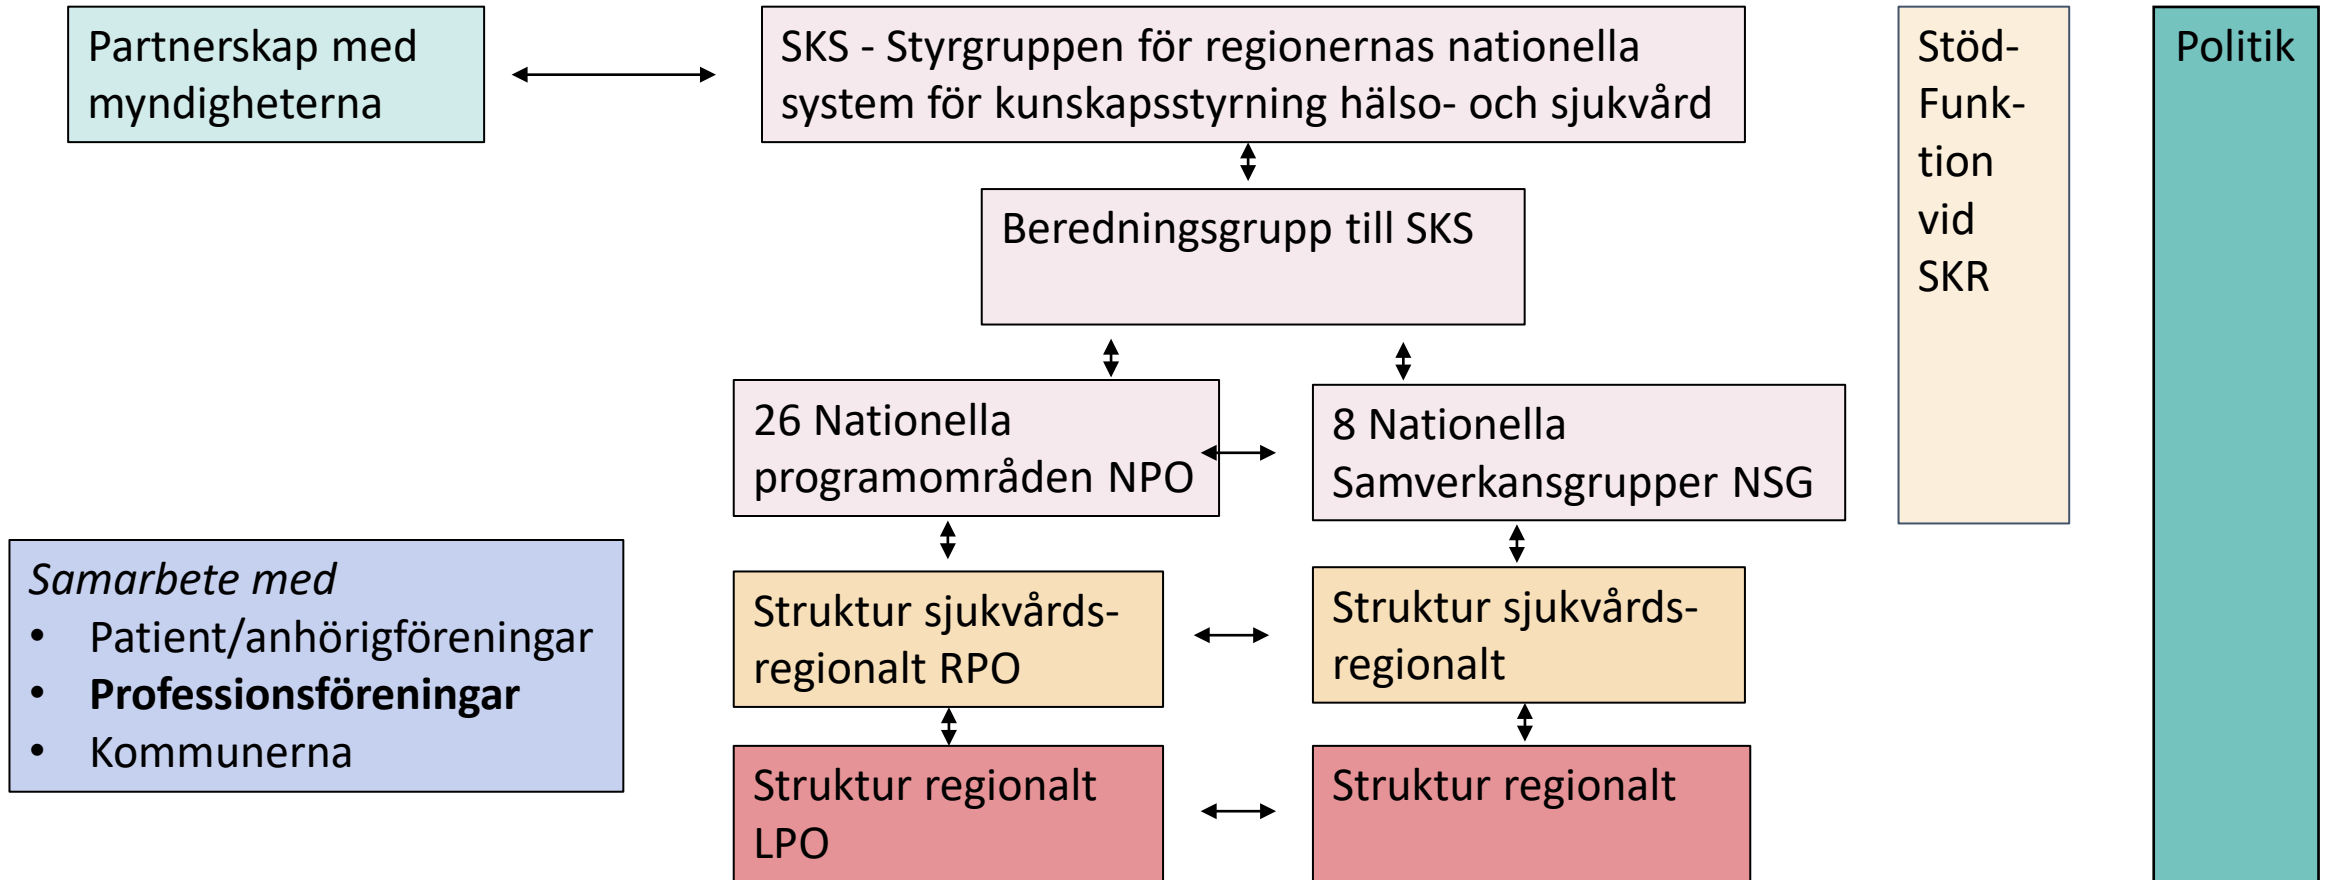 Partnerskap med
myndigheterna
SKS - Styrgruppen för regionernas nationella
system för kunskapsstyrning hälso- och sjukvård
Stöd-
Funk-
tion
vid
SKR
Politik
Beredningsgrupp till SKS
26 Nationella
programområden NPO
8 Nationella
Samverkansgrupper NSG
Samarbete med
• Patient/anhörigföreningar
• Professionsföreningar
• Kommunerna
Struktur sjukvårds-
regionalt RPO
Struktur sjukvårds-
regionalt
Struktur regionalt
LPO
Struktur regionalt